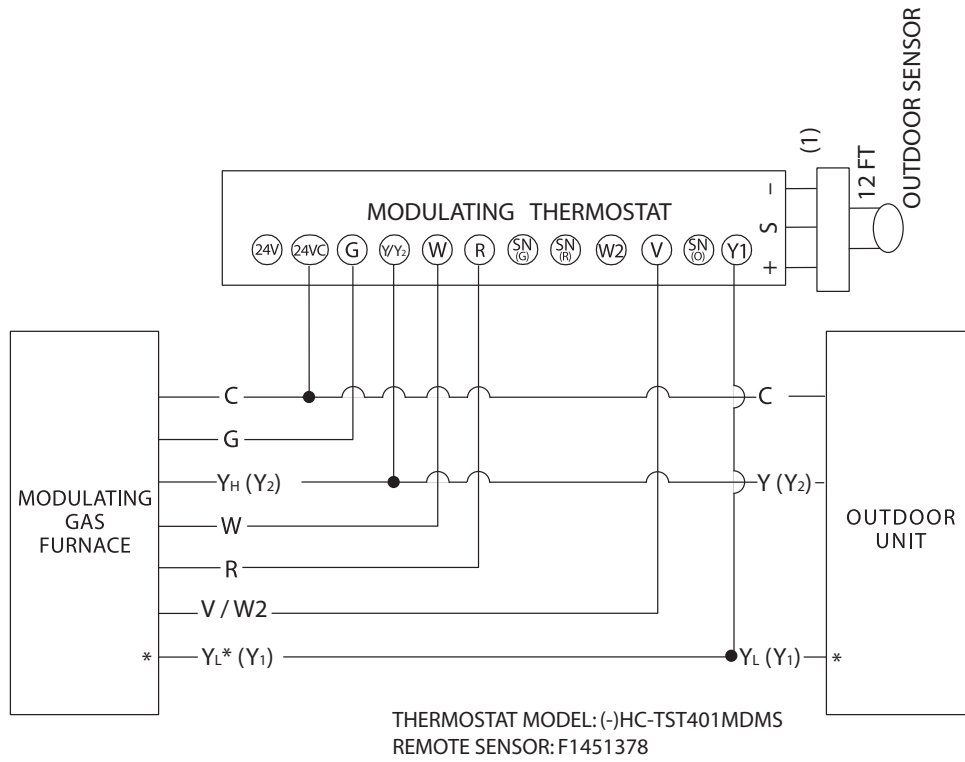 OUTDOOR SENSOR
(1)
12 FT
MODULATING THERMOSTAT
24V 24VC G Y/Y₂ W R SN (G) SN (R) W2 V SN (O) Y1
– S +
C
C
G
YH (Y₂)
Y (Y₂)
W
R
V / W2
* YL* (Y₁)
YL (Y₁) *
MODULATING
GAS
FURNACE
OUTDOOR
UNIT
THERMOSTAT MODEL: (-)HC-TST401MDMS
REMOTE SENSOR: F1451378